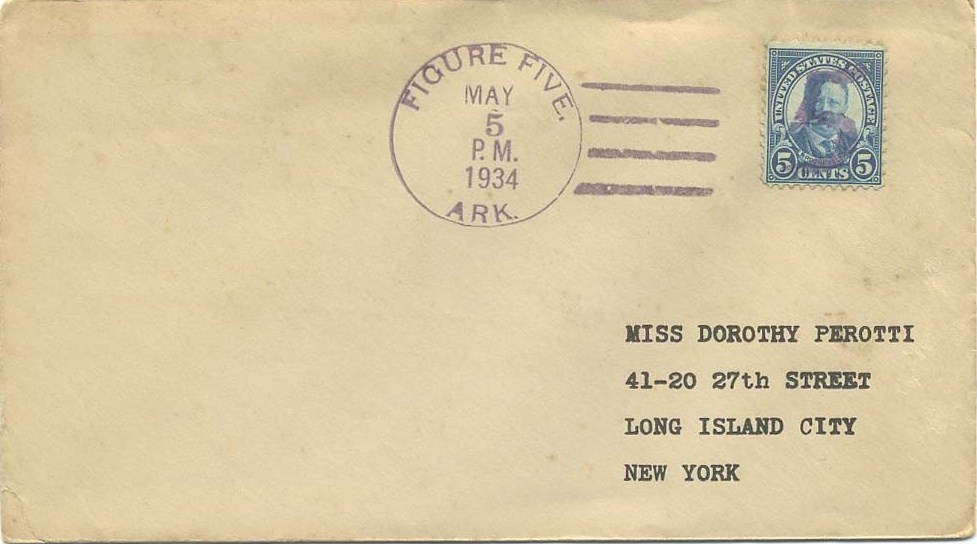 FIGURE FIVE.
MAY
5
P.M.
1934
ARK.
UNITED STATES POSTAGE
5 CENTS 5
MISS DOROTHY PEROTTI
41-20 27th STREET
LONG ISLAND CITY
NEW YORK